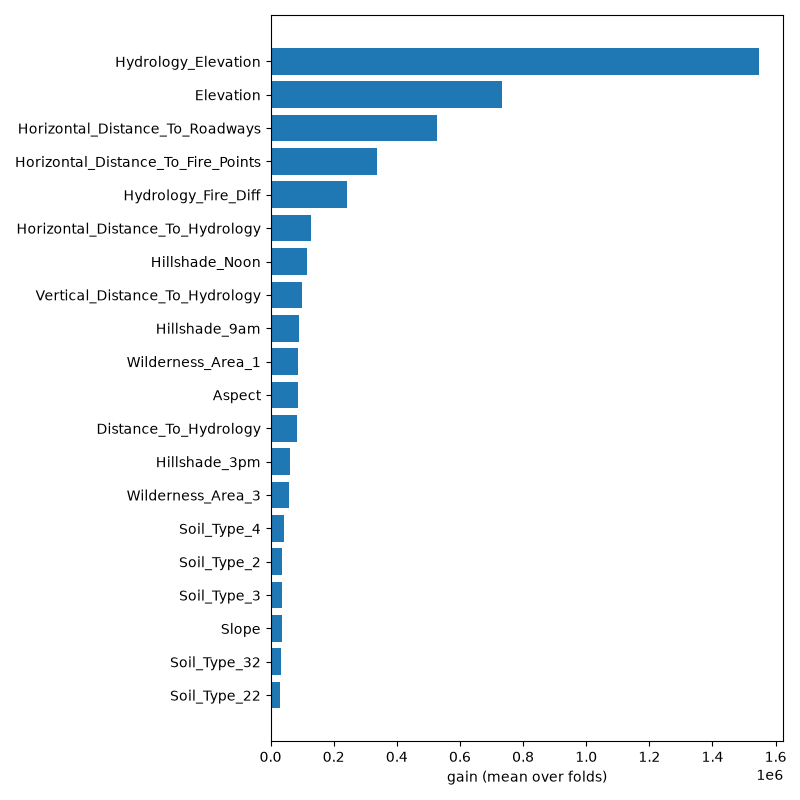 Hydrology_Elevation
Elevation
Horizontal_Distance_To_Roadways
Horizontal_Distance_To_Fire_Points
Hydrology_Fire_Diff
Horizontal_Distance_To_Hydrology
Hillshade_Noon
Vertical_Distance_To_Hydrology
Hillshade_9am
Wilderness_Area_1
Aspect
Distance_To_Hydrology
Hillshade_3pm
Wilderness_Area_3
Soil_Type_4
Soil_Type_2
Soil_Type_3
Slope
Soil_Type_32
Soil_Type_22
0.0 0.2 0.4 0.6 0.8 1.0 1.2 1.4 1.6
gain (mean over folds)
1e6